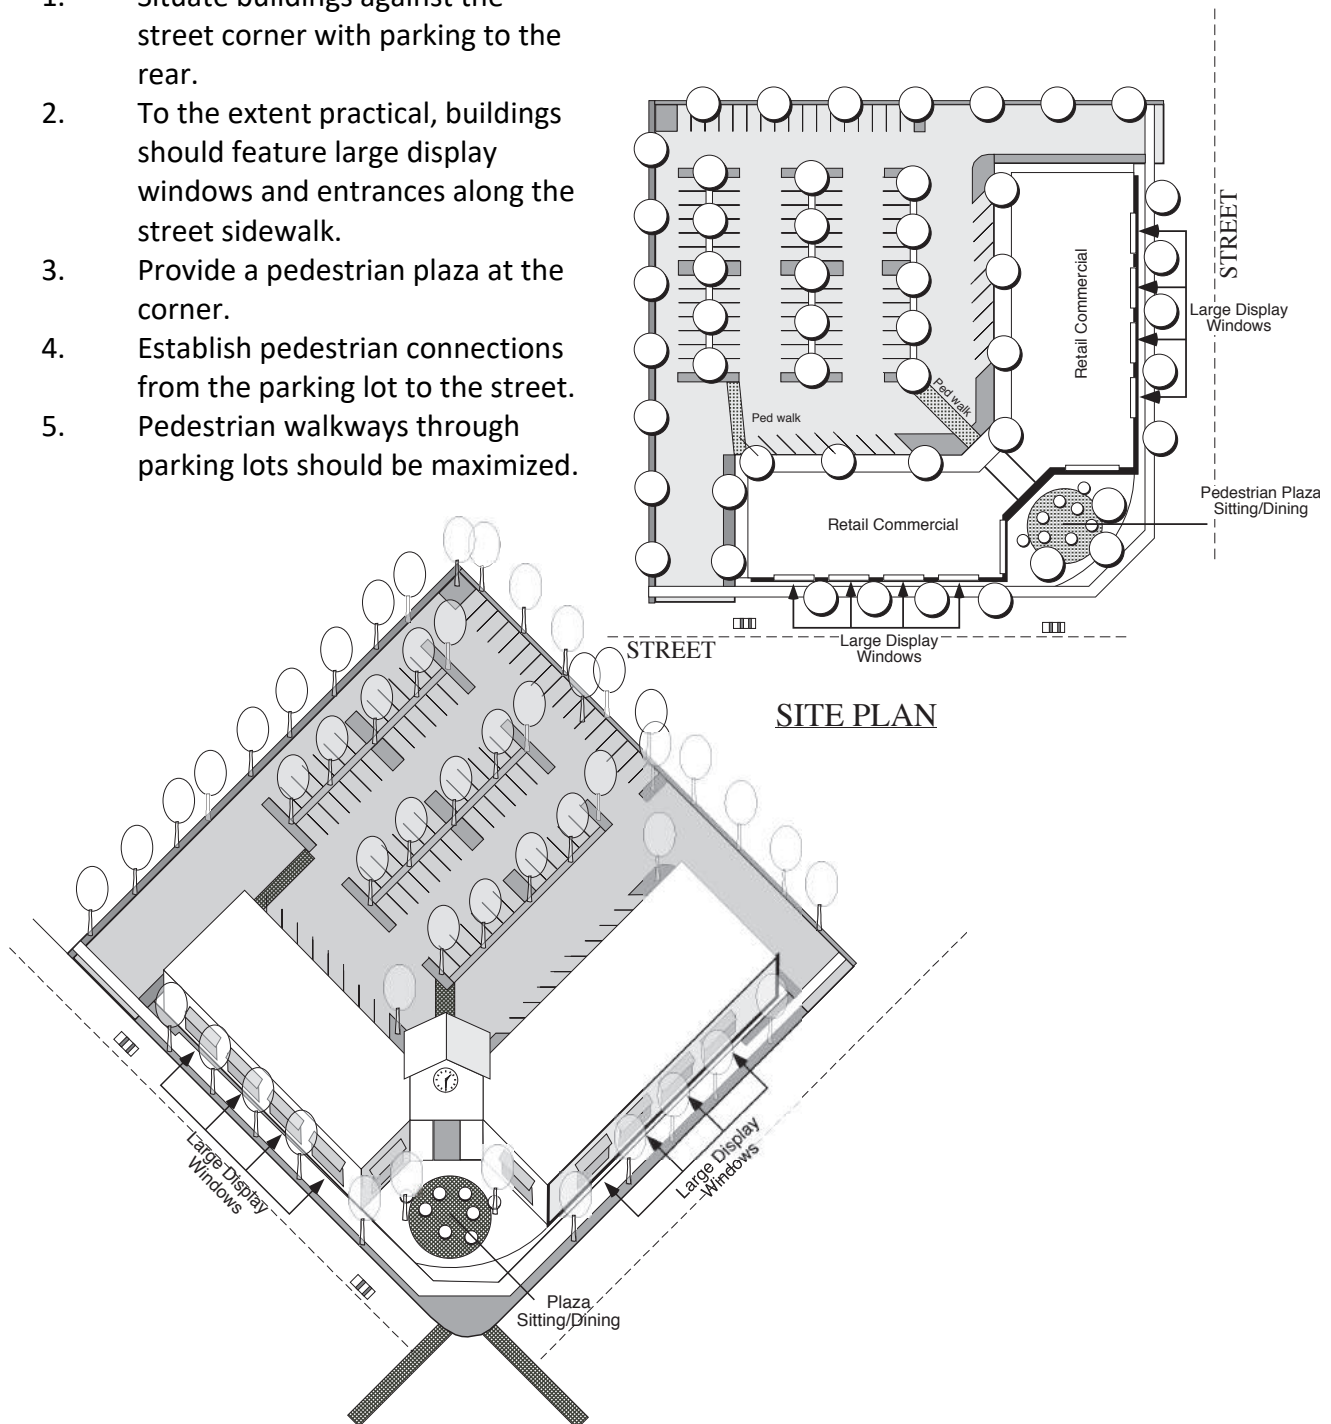 1. Situate buildings against the
street corner with parking to the
rear.
2. To the extent practical, buildings
should feature large display
windows and entrances along the
street sidewalk.
3. Provide a pedestrian plaza at the
corner.
4. Establish pedestrian connections
from the parking lot to the street.
5. Pedestrian walkways through
parking lots should be maximized.
STREET
Large Display
Windows
Retail Commercial
Ped walk
Ped walk
Pedestrian Plaza
Sitting/Dining
Retail Commercial
Large Display
Windows
STREET
SITE PLAN
Large Display
Windows
Large Display
Windows
Plaza
Sitting/Dining